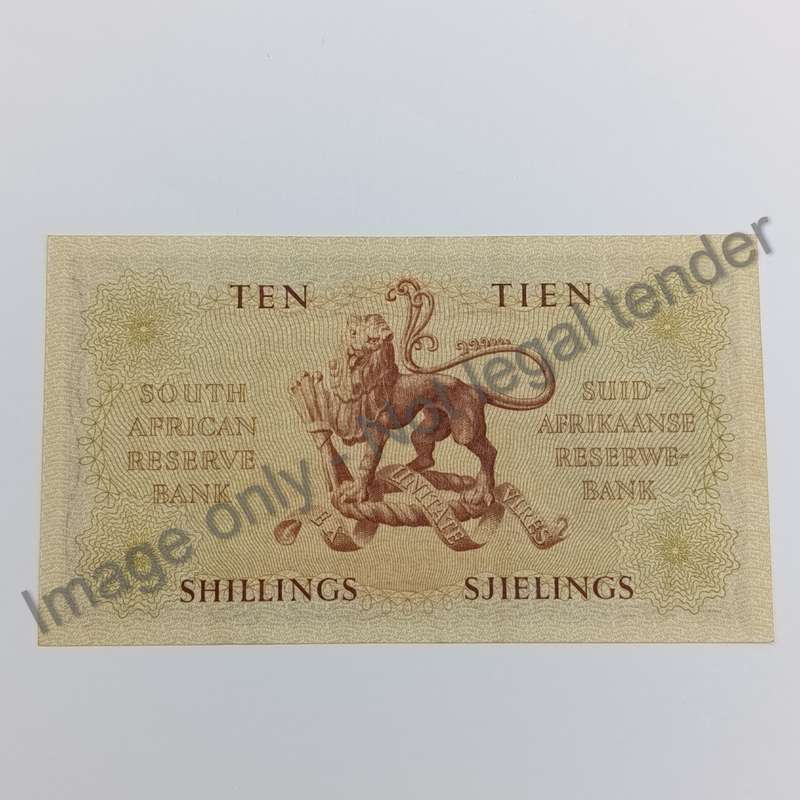 TEN TIEN
SOUTH
AFRICAN
RESERVE
BANK
SUID-
AFRIKAANSE
RESERWE-
BANK
EX UNITATE VIRES
SHILLINGS SJIELINGS
Image only - Not legal tender